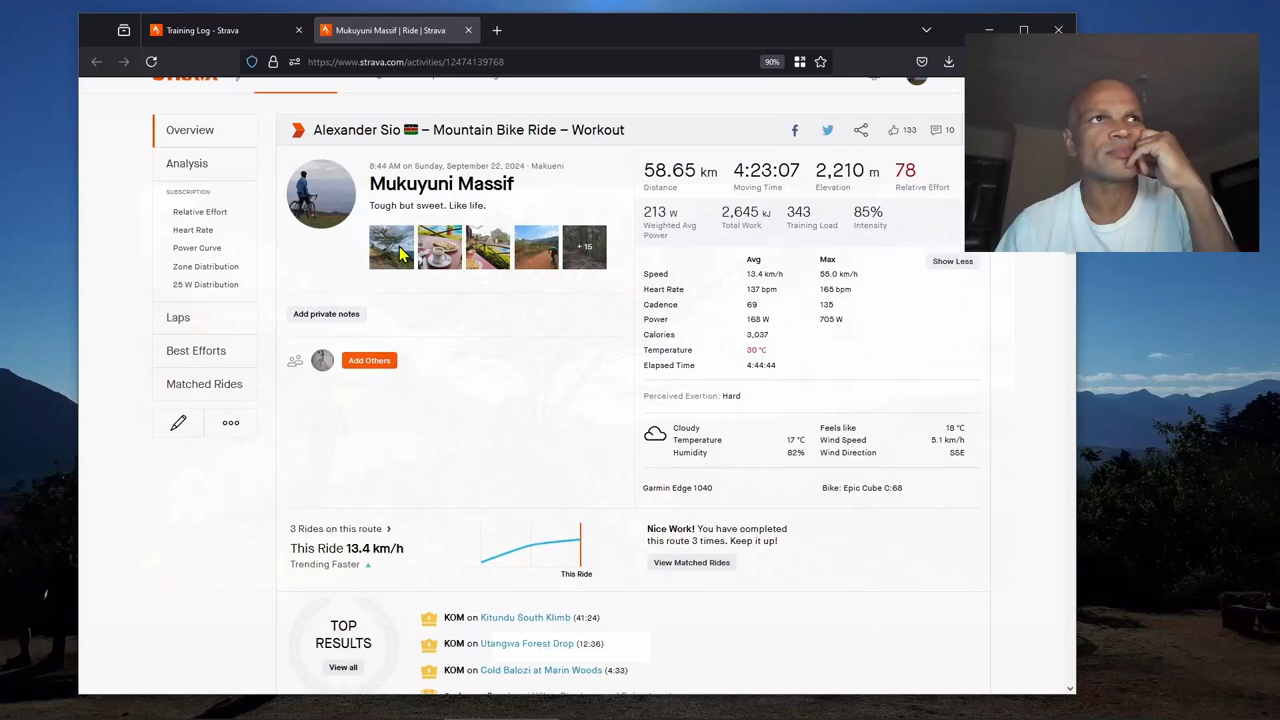 Training Log - Strava
Mukuyuni Massif | Ride | Strava
https://www.strava.com/activities/12474139768
90%
Overview
Analysis
SUBSCRIPTION
Relative Effort
Heart Rate
Power Curve
Zone Distribution
25 W Distribution
Laps
Best Efforts
Matched Rides
Alexander Sio 🇰🇪 – Mountain Bike Ride – Workout
133
10
8:44 AM on Sunday, September 22, 2024 · Makueni
Mukuyuni Massif
Tough but sweet. Like life.
+ 15
Add private notes
Add Others
58.65 km 4:23:07 2,210 m 78
Distance Moving Time Elevation Relative Effort
213 W 2,645 kJ 343 85%
Weighted Avg Power Total Work Training Load Intensity
Avg Max
Show Less
Speed 13.4 km/h 55.0 km/h
Heart Rate 137 bpm 165 bpm
Cadence 69 135
Power 168 W 705 W
Calories 3,037
Temperature 30 °C
Elapsed Time 4:44:44
Perceived Exertion: Hard
Cloudy Feels like 18 °C
Temperature 17 °C Wind Speed 5.1 km/h
Humidity 82% Wind Direction SSE
Garmin Edge 1040 Bike: Epic Cube C:68
3 Rides on this route
This Ride 13.4 km/h
Trending Faster
This Ride
Nice Work! You have completed
this route 3 times. Keep it up!
View Matched Rides
TOP
RESULTS
View all
KOM on Kitundu South Klimb (41:24)
KOM on Utangwa Forest Drop (12:36)
KOM on Cold Balozi at Marin Woods (4:33)